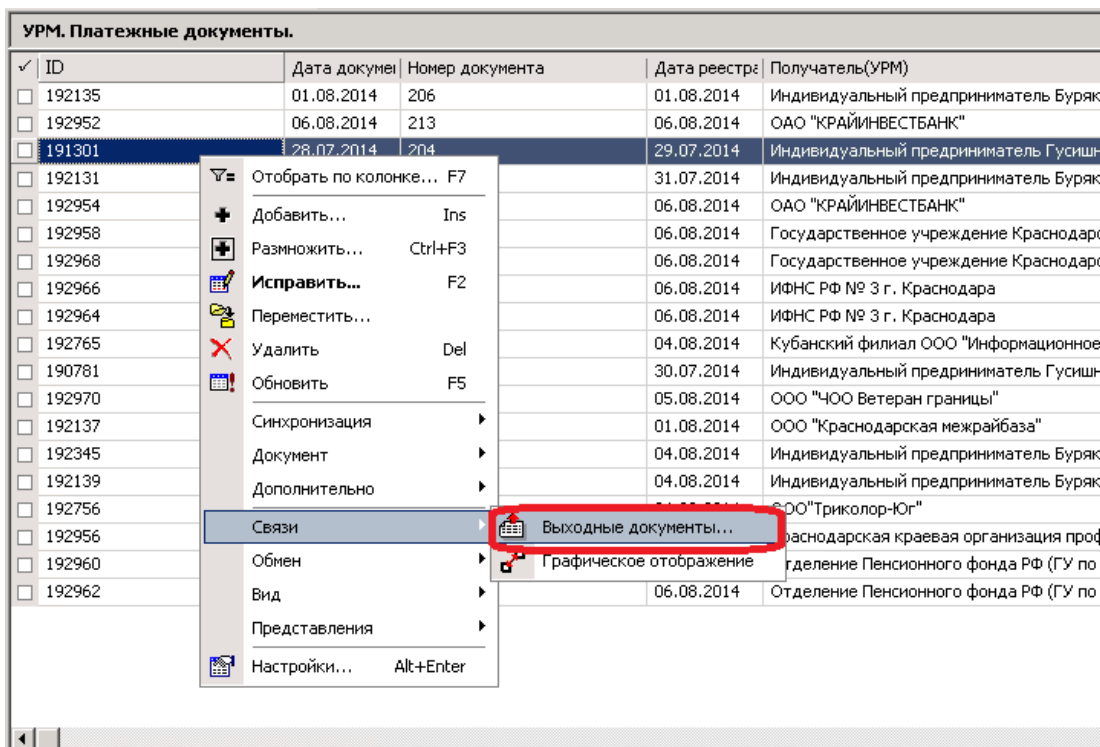 УРМ. Платежные документы.
✓ ID Дата докумен Номер документа Дата реестра Получатель(УРМ)
192135 01.08.2014 206 01.08.2014 Индивидуальный предприниматель Буряк
192952 06.08.2014 213 06.08.2014 ОАО "КРАЙИНВЕСТБАНК"
191301 28.07.2014 204 29.07.2014 Индивидуальный предприниматель Гусишн
192131 Отобрать по колонке... F7 31.07.2014 Индивидуальный предприниматель Буряк
192954 Добавить... Ins 06.08.2014 ОАО "КРАЙИНВЕСТБАНК"
192958 Размножить... Ctrl+F3 06.08.2014 Государственное учреждение Краснодаро
192968 06.08.2014 Государственное учреждение Краснодаро
192966 Исправить... F2 06.08.2014 ИФНС РФ № 3 г. Краснодара
192964 Переместить... 06.08.2014 ИФНС РФ № 3 г. Краснодара
192765 Удалить Del 04.08.2014 Кубанский филиал ООО "Информационное
190781 Обновить F5 30.07.2014 Индивидуальный предприниматель Гусишн
192970 05.08.2014 ООО "ЧОО Ветеран границы"
192137 Синхронизация 01.08.2014 ООО "Краснодарская межрайбаза"
192345 Документ 04.08.2014 Индивидуальный предприниматель Буряк
192139 Дополнительно 04.08.2014 Индивидуальный предприниматель Буряк
192756 ООО"Триколор-Юг"
192956 Связи Выходные документы... раснодарская краевая организация проф
192960 Обмен Графическое отображение тделение Пенсионного фонда РФ (ГУ по
192962 Вид 06.08.2014 Отделение Пенсионного фонда РФ (ГУ по
Представления
Настройки... Alt+Enter